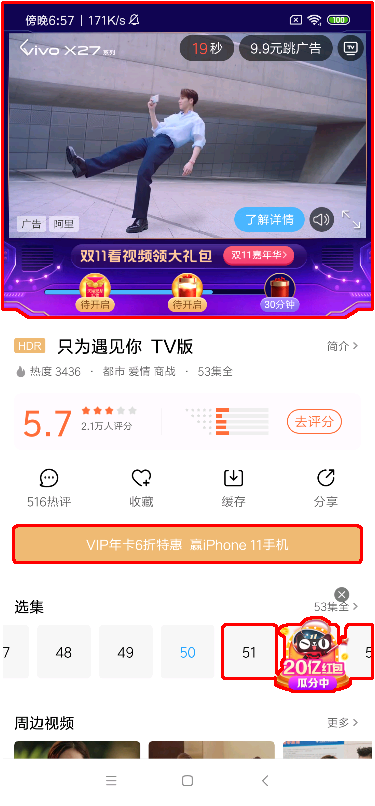 傍晚6:57 | 171K/s
100
vivo X27系列
19秒
9.9元跳广告
TV
广告
阿里
了解详情
双11看视频领大礼包
双11嘉年华>
待开启
待开启
30分钟
HDR
只为遇见你 TV版
简介>
热度 3436 · 都市 爱情 商战 · 53集全
5.7
2.1万人评分
去评分
516热评
收藏
缓存
分享
VIP年卡6折特惠 赢iPhone 11手机
选集
53集全>
7
48
49
50
51
5
20亿红包
瓜分中
周边视频
更多>